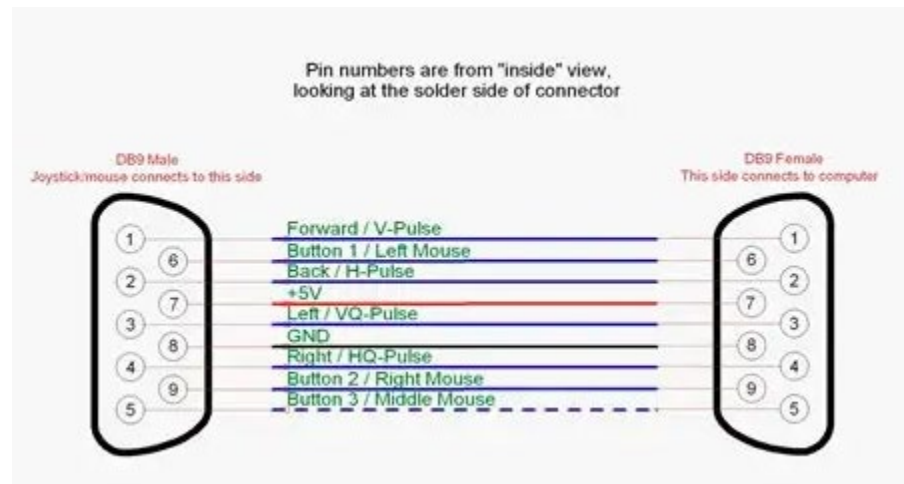 Pin numbers are from "inside" view,
looking at the solder side of connector
DB9 Male
Joystick/mouse connects to this side
DB9 Female
This side connects to computer
Forward / V-Pulse
Button 1 / Left Mouse
Back / H-Pulse
+5V
Left / VQ-Pulse
GND
Right / HQ-Pulse
Button 2 / Right Mouse
Button 3 / Middle Mouse
1
6
2
7
3
8
4
9
5
1
6
2
7
3
8
4
9
5